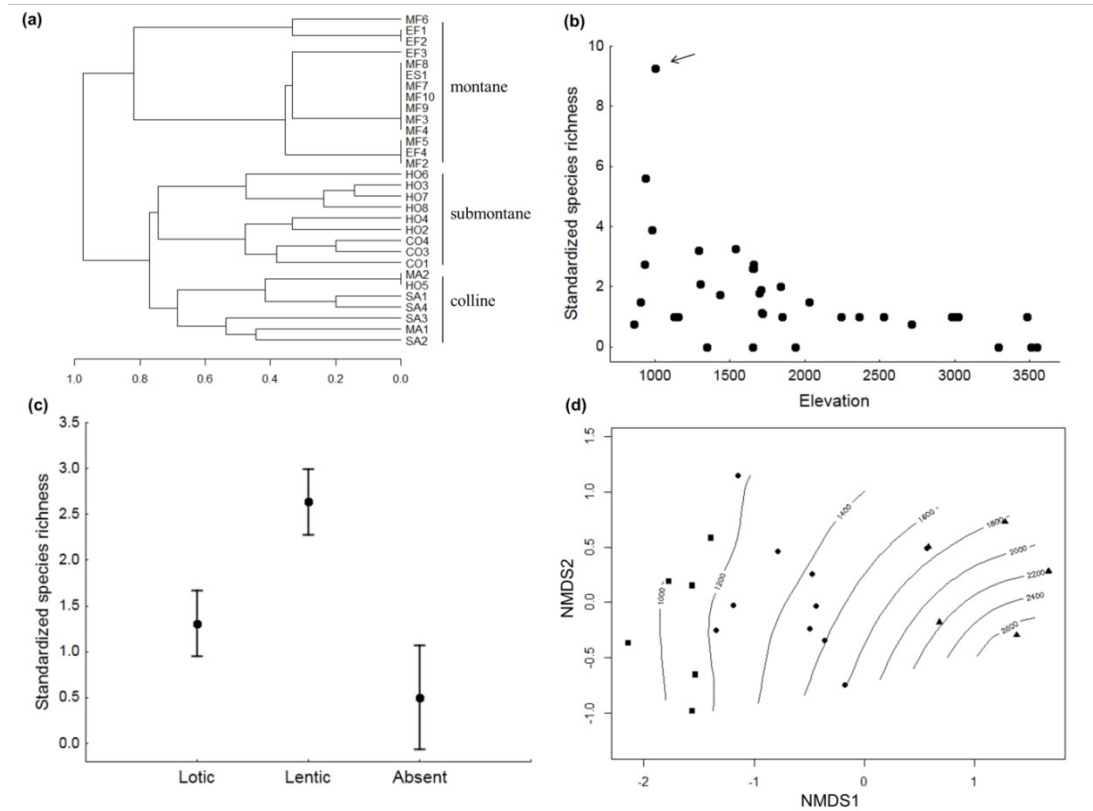 (a)
MF6
EF1
EF2
EF3
MF8
ES1
MF7
MF10
MF9
MF3
MF4
MF5
EF4
MF2
HO6
HO3
HO7
HO8
HO4
HO2
CO4
CO3
CO1
MA2
HO5
SA1
SA4
SA3
MA1
SA2
montane
submontane
colline
1.0 0.8 0.6 0.4 0.2 0.0
(b)
Standardized species richness
10
8
6
4
2
0
1000 1500 2000 2500 3000 3500
Elevation
(c)
Standardized species richness
3.5
3.0
2.5
2.0
1.5
1.0
0.5
0.0
Lotic Lentic Absent
(d)
NMDS2
1.5
1.0
0.5
0.0
-0.5
-1.0
1000
1200
1400
1600
1800
2000
2200
2400
2600
-2 -1 0 1
NMDS1